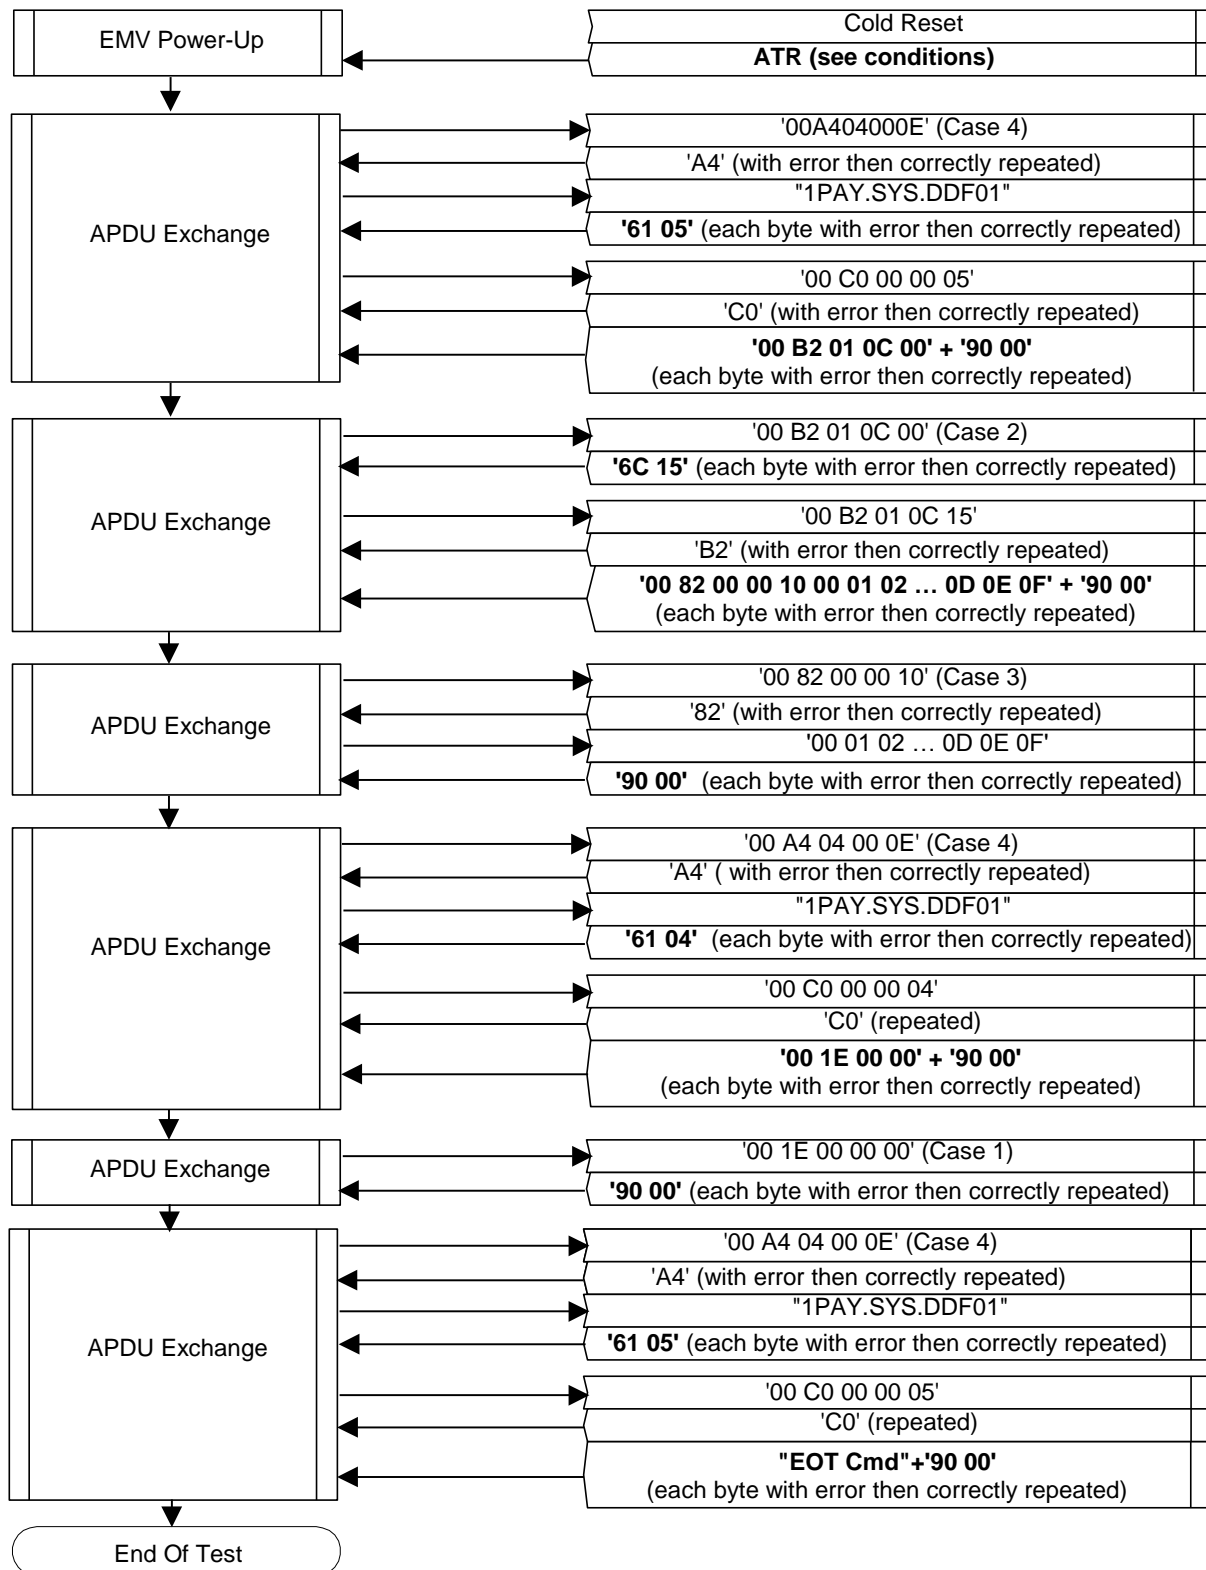 EMV Power-Up
Cold Reset
ATR (see conditions)
APDU Exchange
'00A404000E' (Case 4)
'A4' (with error then correctly repeated)
"1PAY.SYS.DDF01"
'61 05' (each byte with error then correctly repeated)
'00 C0 00 00 05'
'C0' (with error then correctly repeated)
'00 B2 01 0C 00' + '90 00'
(each byte with error then correctly repeated)
APDU Exchange
'00 B2 01 0C 00' (Case 2)
'6C 15' (each byte with error then correctly repeated)
'00 B2 01 0C 15'
'B2' (with error then correctly repeated)
'00 82 00 00 10 00 01 02 … 0D 0E 0F' + '90 00'
(each byte with error then correctly repeated)
APDU Exchange
'00 82 00 00 10' (Case 3)
'82' (with error then correctly repeated)
'00 01 02 … 0D 0E 0F'
'90 00' (each byte with error then correctly repeated)
APDU Exchange
'00 A4 04 00 0E' (Case 4)
'A4' ( with error then correctly repeated)
"1PAY.SYS.DDF01"
'61 04' (each byte with error then correctly repeated)
'00 C0 00 00 04'
'C0' (repeated)
'00 1E 00 00' + '90 00'
(each byte with error then correctly repeated)
APDU Exchange
'00 1E 00 00 00' (Case 1)
'90 00' (each byte with error then correctly repeated)
APDU Exchange
'00 A4 04 00 0E' (Case 4)
'A4' (with error then correctly repeated)
"1PAY.SYS.DDF01"
'61 05' (each byte with error then correctly repeated)
'00 C0 00 00 05'
'C0' (repeated)
"EOT Cmd"+'90 00'
(each byte with error then correctly repeated)
End Of Test